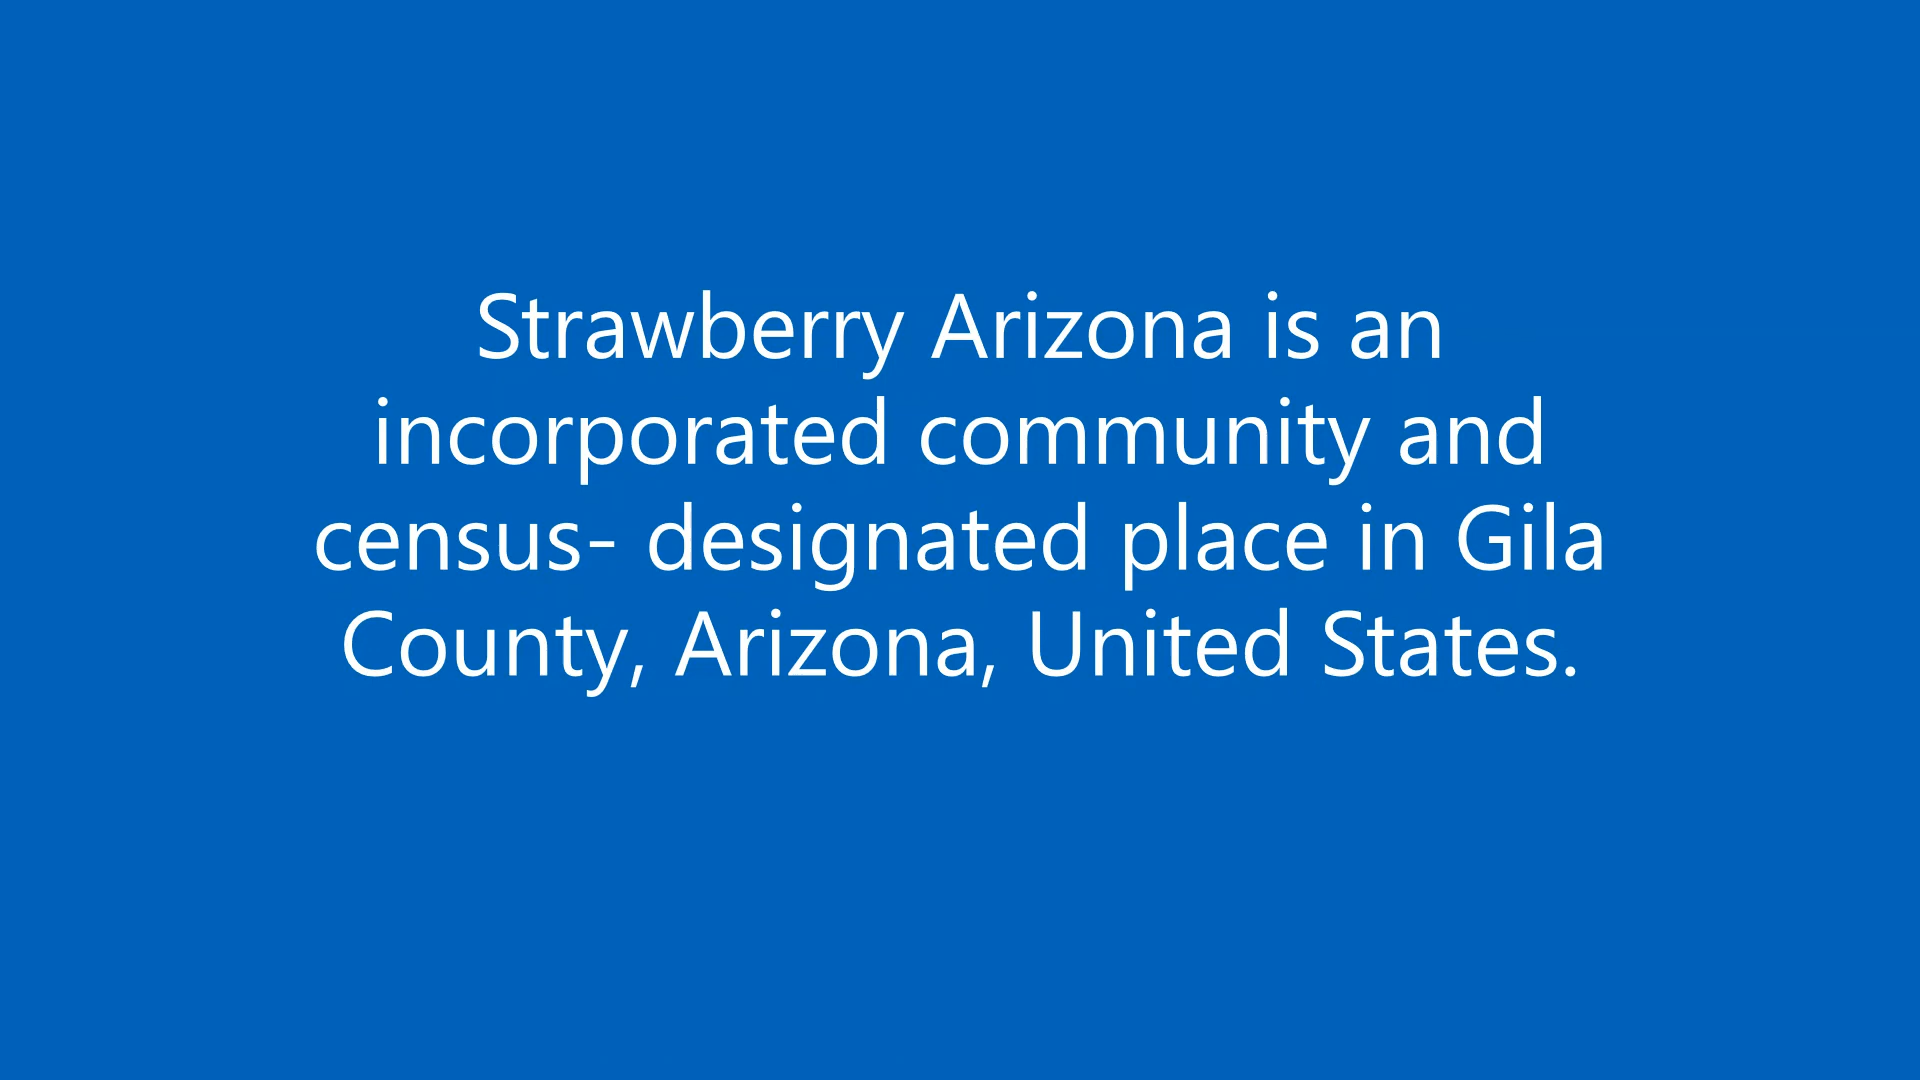 Strawberry Arizona is an
incorporated community and
census- designated place in Gila
County, Arizona, United States.